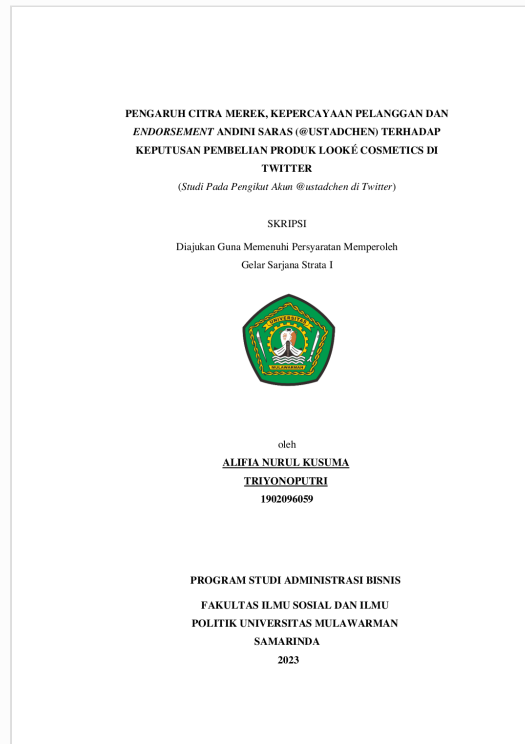 PENGARUH CITRA MEREK, KEPERCAYAAN PELANGGAN DAN
ENDORSEMENT ANDINI SARAS (@USTADCHEN) TERHADAP
KEPUTUSAN PEMBELIAN PRODUK LOOKÉ COSMETICS DI
TWITTER
(Studi Pada Pengikut Akun @ustadchen di Twitter)
SKRIPSI
Diajukan Guna Memenuhi Persyaratan Memperoleh
Gelar Sarjana Strata I
UNIVERSITAS
MULAWARMAN
oleh
ALIFIA NURUL KUSUMA
TRIYONOPUTRI
1902096059
PROGRAM STUDI ADMINISTRASI BISNIS
FAKULTAS ILMU SOSIAL DAN ILMU
POLITIK UNIVERSITAS MULAWARMAN
SAMARINDA
2023